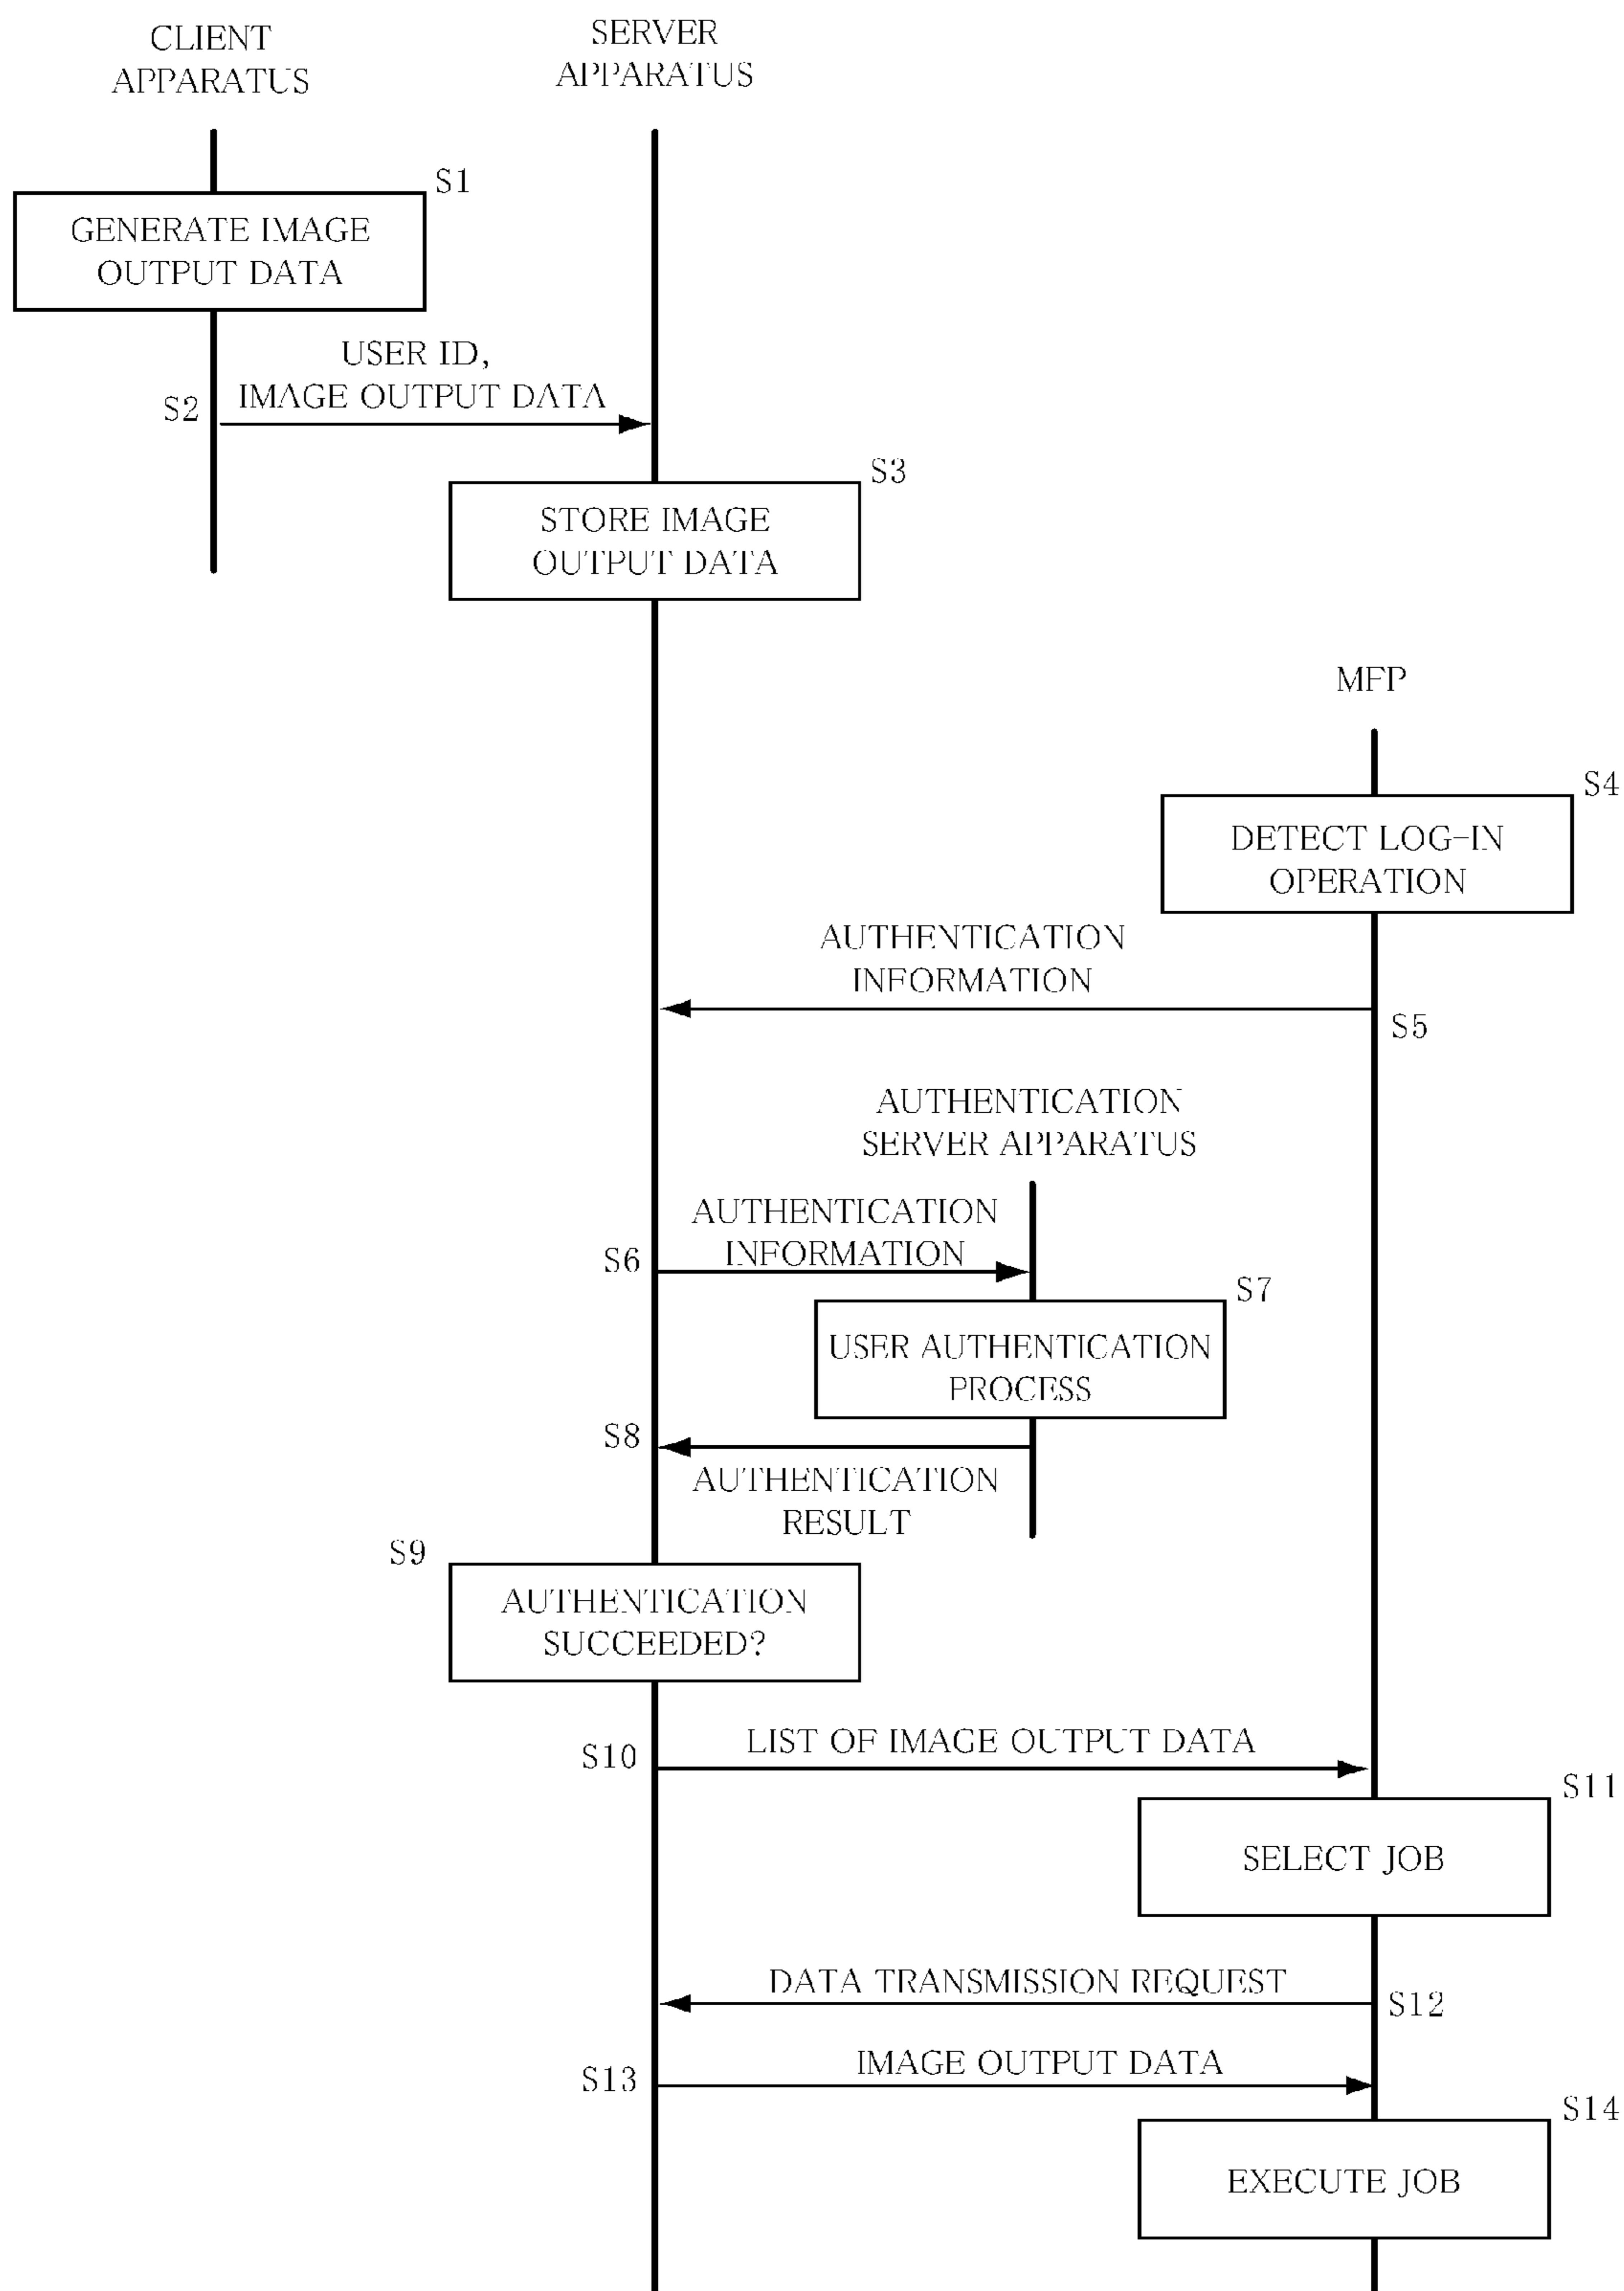 CLIENT
APPARATUS
SERVER
APPARATUS
S1
GENERATE IMAGE
OUTPUT DATA
USER ID,
IMAGE OUTPUT DATA
S2
S3
STORE IMAGE
OUTPUT DATA
MFP
S4
DETECT LOG-IN
OPERATION
AUTHENTICATION
INFORMATION
S5
AUTHENTICATION
SERVER APPARATUS
AUTHENTICATION
INFORMATION
S6
S7
USER AUTHENTICATION
PROCESS
S8
AUTHENTICATION
RESULT
S9
AUTHENTICATION
SUCCEEDED?
LIST OF IMAGE OUTPUT DATA
S10
S11
SELECT JOB
DATA TRANSMISSION REQUEST
S12
IMAGE OUTPUT DATA
S13
S14
EXECUTE JOB